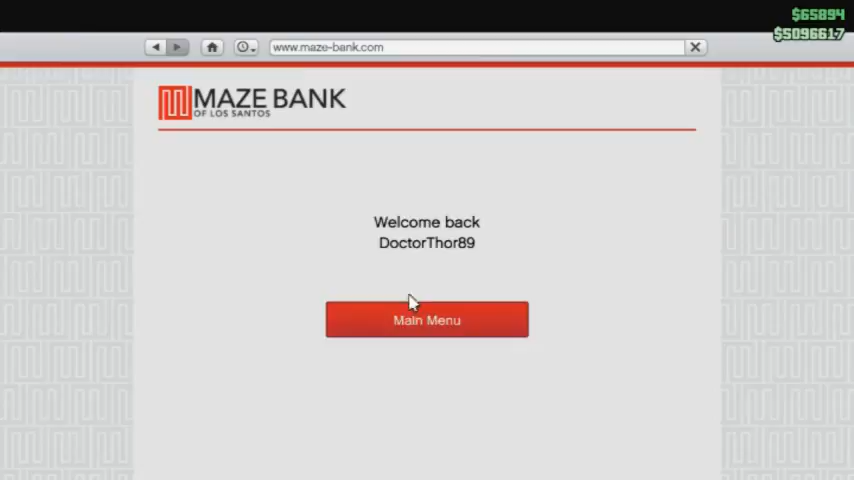 $65894
$5096617
www.maze-bank.com
MAZE BANK
OF LOS SANTOS
Welcome back
DoctorThor89
Main Menu